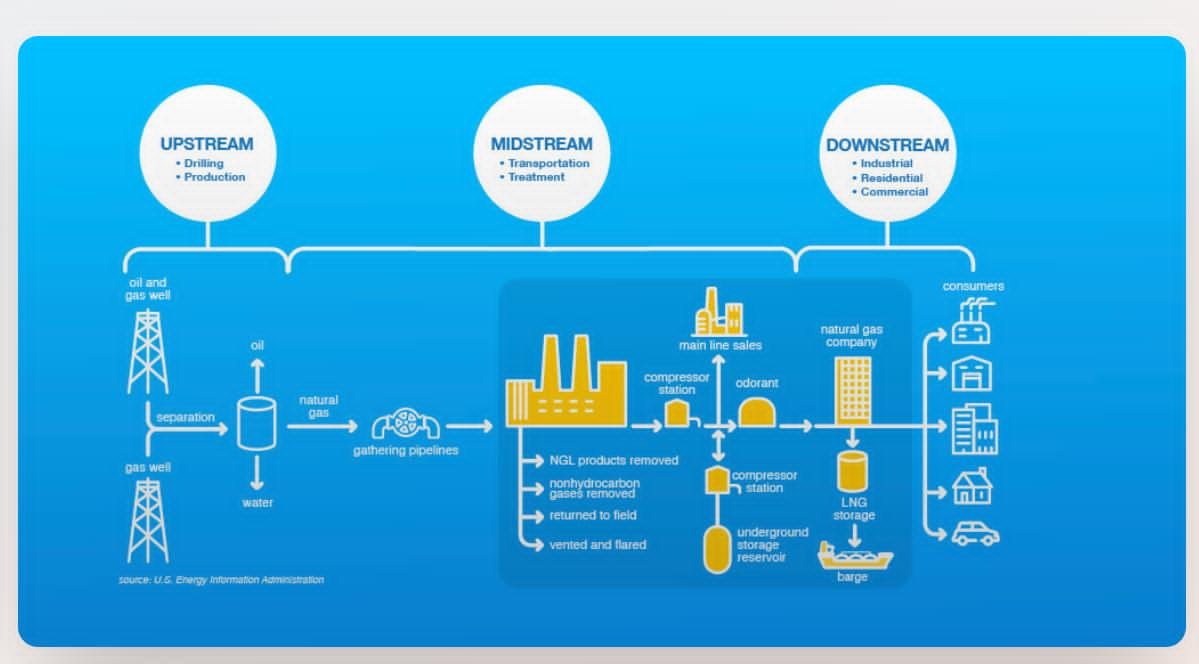 UPSTREAM
• Drilling
• Production
MIDSTREAM
• Transportation
• Treatment
DOWNSTREAM
• Industrial
• Residential
• Commercial
oil and
gas well
separation
gas well
oil
water
natural
gas
gathering pipelines
NGL products removed
nonhydrocarbon
gases removed
returned to field
vented and flared
compressor
station
main line sales
odorant
compressor
station
underground
storage
reservoir
natural gas
company
LNG
storage
barge
consumers
source: U.S. Energy Information Administration